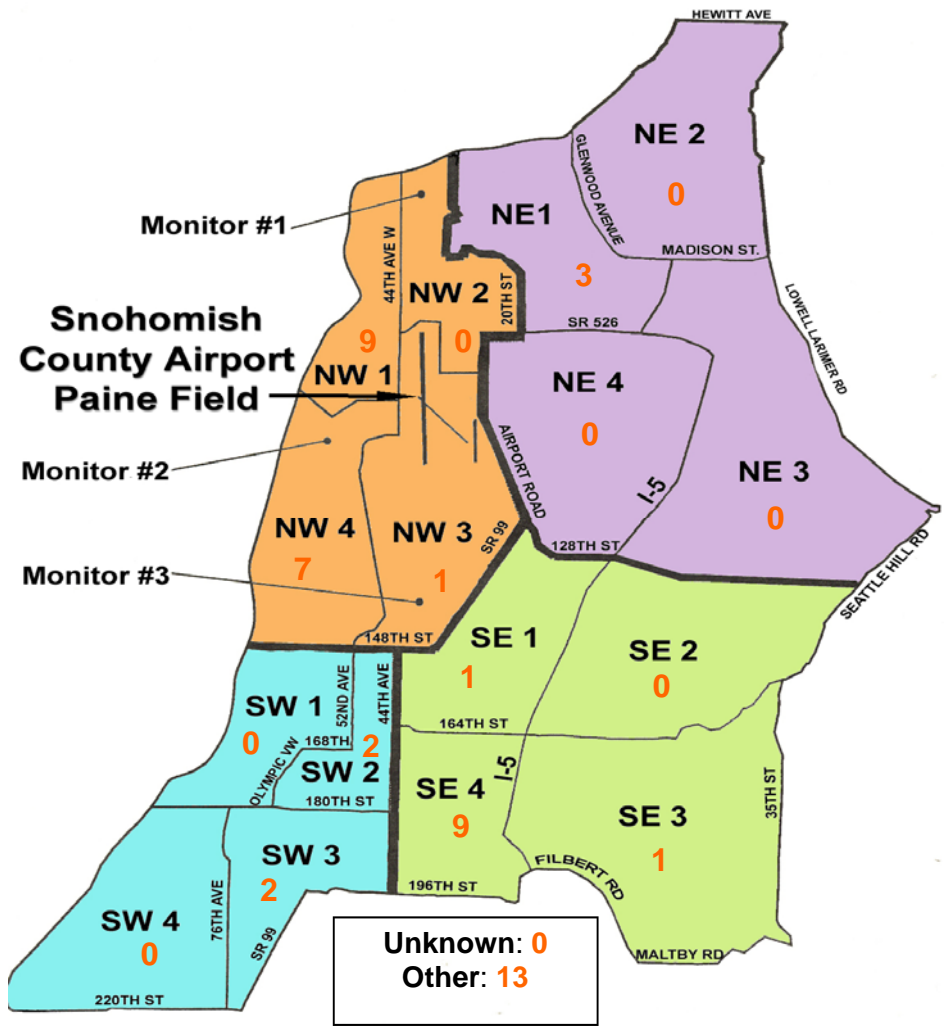 HEWITT AVE
NE 2
0
GLENWOOD AVENUE
MADISON ST.
NE1
3
SR 526
20TH ST
LOWELL LARIMER RD
Monitor #1
44TH AVE W
NW 2
0
9
NW 1
Snohomish
County Airport
Paine Field
NE 4
0
AIRPORT ROAD
I-5
NE 3
0
128TH ST
SEATTLE HILL RD
Monitor #2
NW 4
7
NW 3
1
SR 99
Monitor #3
148TH ST
SE 1
1
SE 2
0
164TH ST
SW 1
0
52ND AVE
44TH AVE
168TH
2
OLYMPIC VW
SW 2
180TH ST
I-5
SE 4
9
SE 3
1
35TH ST
SW 3
2
76TH AVE
SR 99
SW 4
0
220TH ST
196TH ST
FILBERT RD
MALTBY RD
Unknown: 0
Other: 13